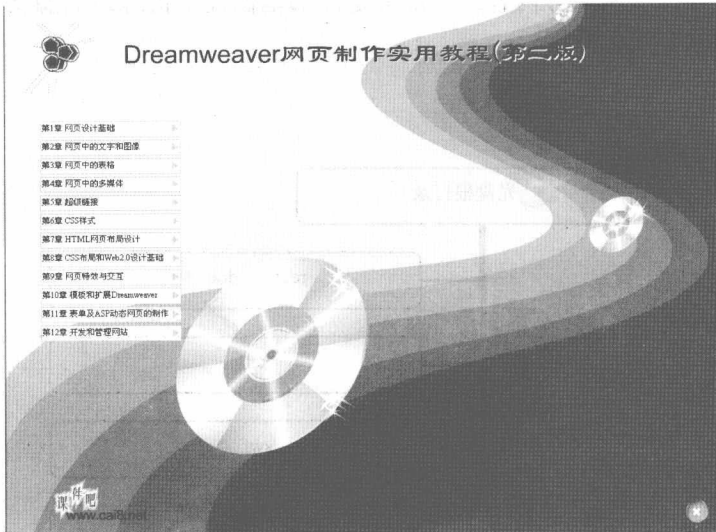 Dreamweaver网页制作实用教程(第二版)
第1章 网页设计基础
第2章 网页中的文字和图像
第3章 网页中的表格
第4章 网页中的多媒体
第5章 超级链接
第6章 CSS样式
第7章 HTML网页布局设计
第8章 CSS布局和Web2.0设计基础
第9章 网页特效与交互
第10章 模板和扩展Dreamweaver
第11章 表单及ASP动态网页的制作
第12章 开发和管理网站
课件吧
www.cai8.net